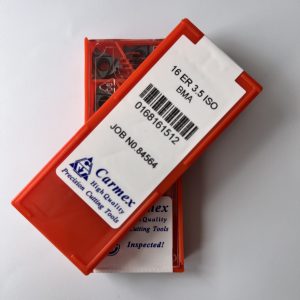 16 ER 3.5 ISO
BMA
0168161512
JOB NO.84564
Carmex
High Quality
Precision Cutting Tools
Carmex
High Quality
Cutting Tools
Inspected!